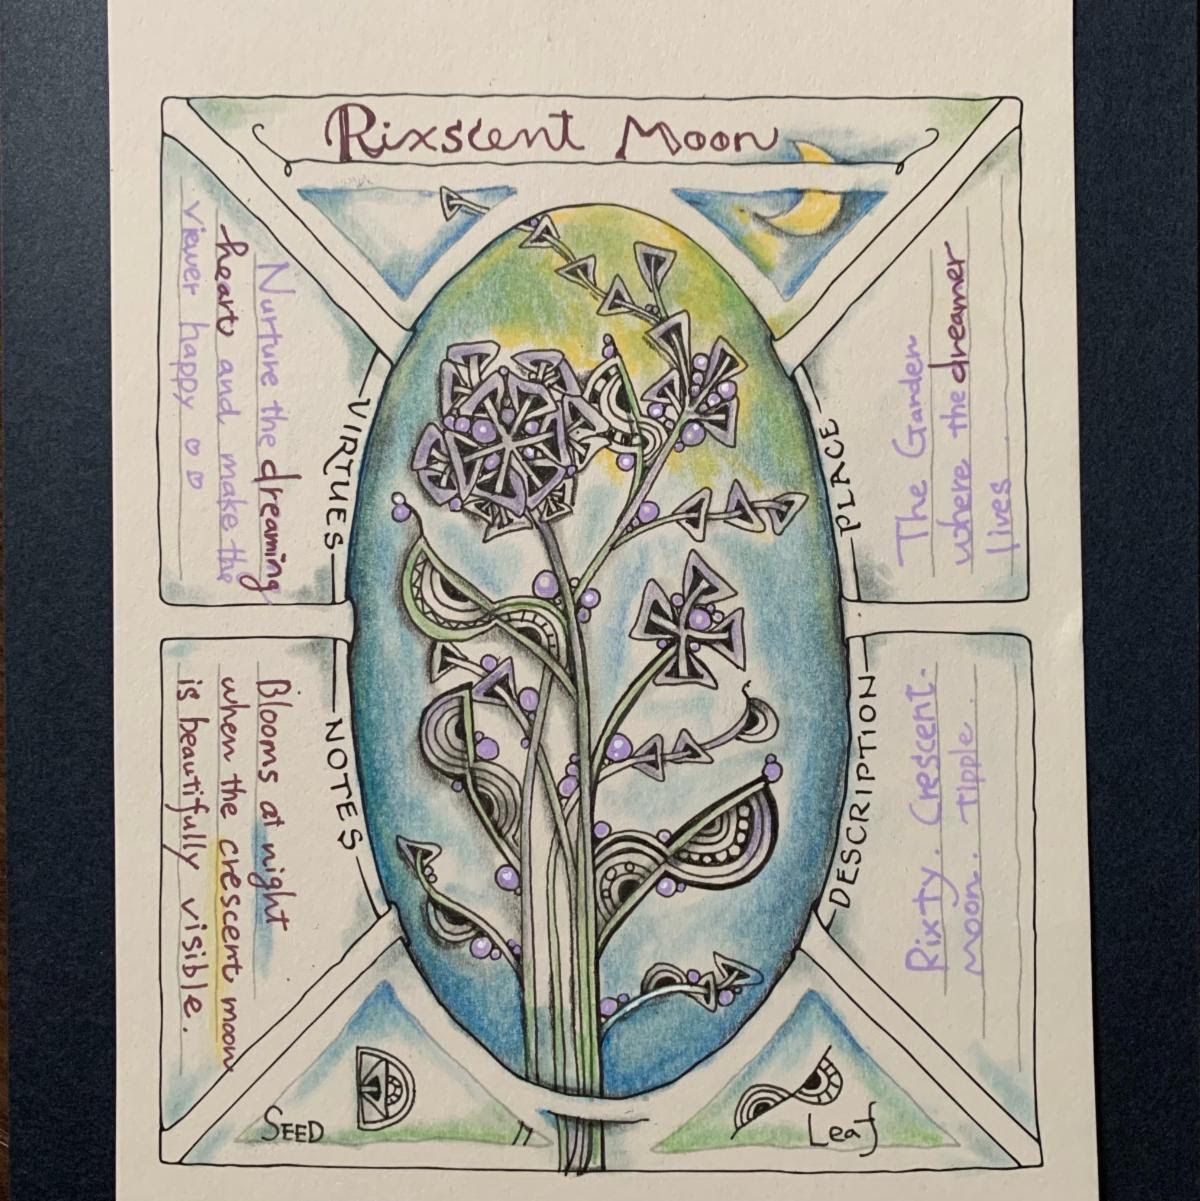 Rixscent Moon
VIRTUES
Nurture the dreaming
heart and make the
viewer happy ♡♡
PLACE
The Garden
where the dreamer
lives.
NOTES
Blooms at night
when the crescent moon
is beautifully visible.
DESCRIPTION
Rixty. Crescent-
Moon. Tipple.
SEED
Leaf